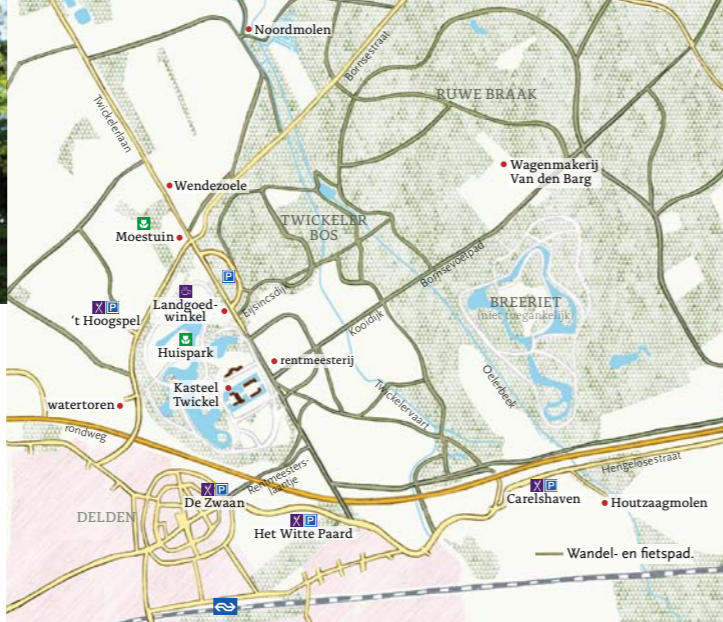 Noordmolen
Bornsestraat
Twickelerlaan
RUWE BRAAK
Wagenmakerij
Van den Barg
Wendezoele
TWICKELER
BOS
Moestuin
P
Bornsevoetpad
Eijsincsdijk
BREERIET
(niet toegankelijk)
Landgoed-
winkel
P
't Hoogspel
Kooidijk
Huispark
rentmeesterij
Kasteel
Twickel
Oelerbeek
Twickelervaart
watertoren
rondweg
Hengelosestraat
Rentmeesters-
laantje
P
De Zwaan
P
Carelshaven
Houtzaagmolen
DELDEN
P
Het Witte Paard
Wandel- en fietspad.